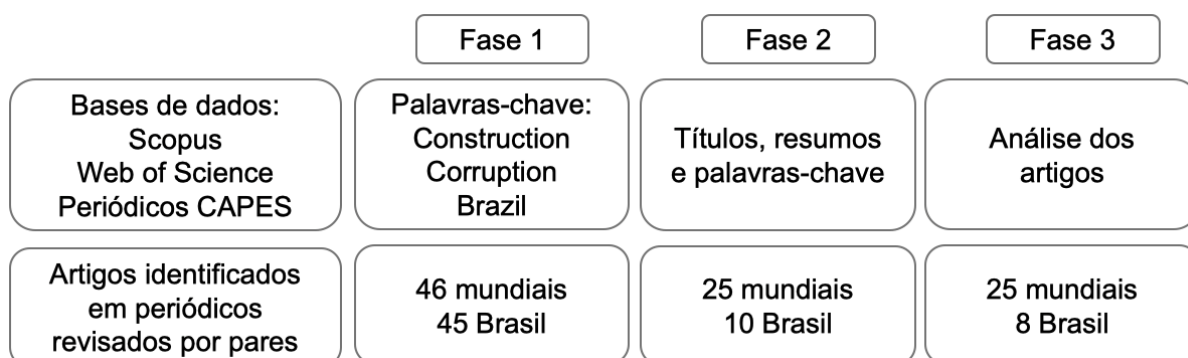 Fase 1
Fase 2
Fase 3
Bases de dados:
Scopus
Web of Science
Periódicos CAPES
Palavras-chave:
Construction
Corruption
Brazil
Títulos, resumos
e palavras-chave
Análise dos
artigos
Artigos identificados
em periódicos
revisados por pares
46 mundiais
45 Brasil
25 mundiais
10 Brasil
25 mundiais
8 Brasil